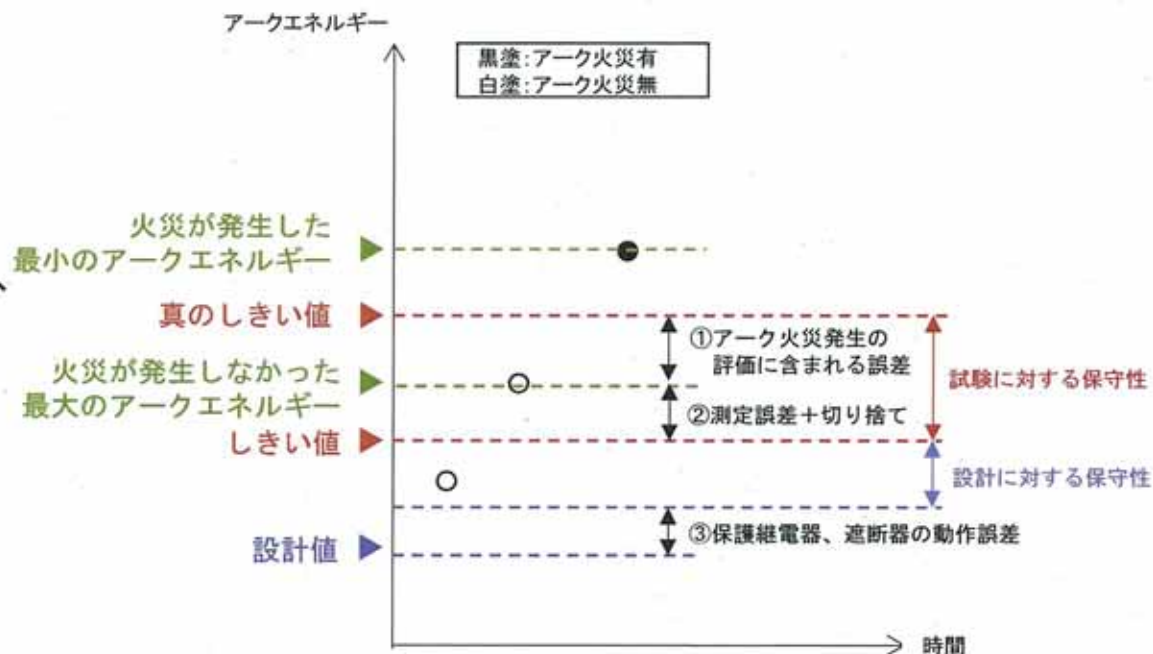 アークエネルギー
黒塗:アーク火災有
白塗:アーク火災無
火災が発生した
最小のアークエネルギー
真のしきい値
①アーク火災発生の
評価に含まれる誤差
火災が発生しなかった
最大のアークエネルギー
試験に対する保守性
②測定誤差+切り捨て
しきい値
設計に対する保守性
③保護継電器、遮断器の動作誤差
設計値
時間